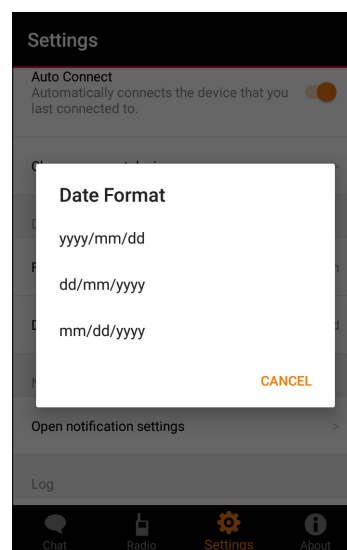 Settings
Auto Connect
Automatically connects the device that you
last connected to.
Date Format
yyyy/mm/dd
dd/mm/yyyy
mm/dd/yyyy
CANCEL
Open notification settings >
Log
Chat Radio Settings About